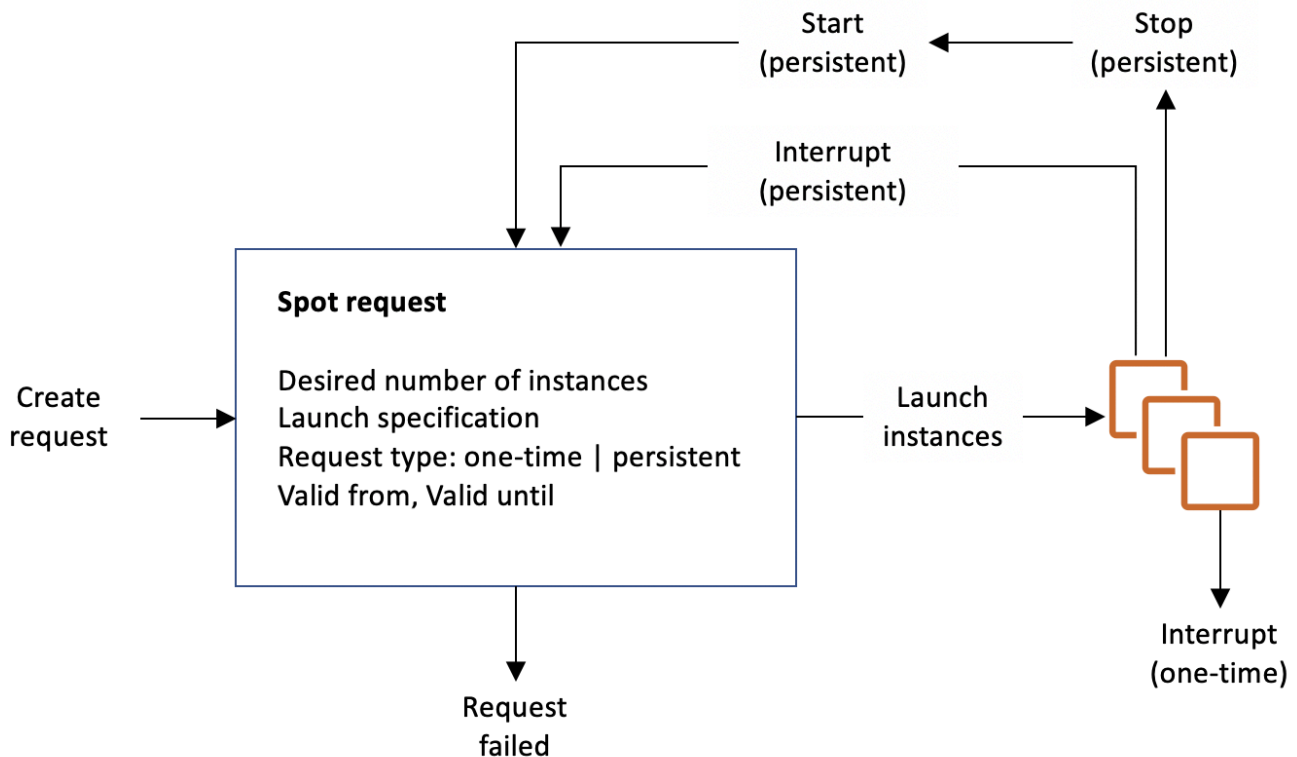 Start
(persistent)
Stop
(persistent)
Interrupt
(persistent)
Spot request
Desired number of instances
Launch specification
Request type: one-time | persistent
Valid from, Valid until
Create
request
Launch
instances
Interrupt
(one-time)
Request
failed